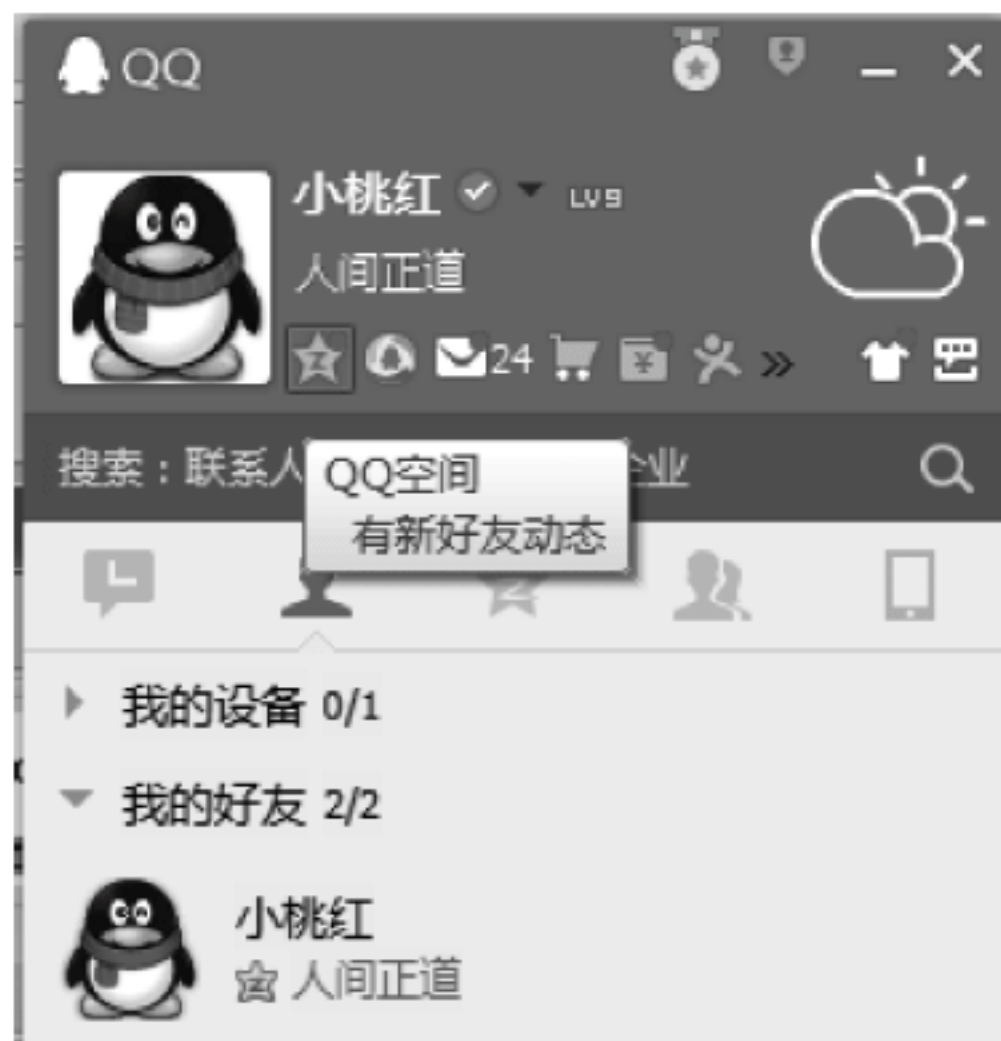 QQ
小桃红 LV9
人间正道
24
搜索：联系人 企业
QQ空间
有新好友动态
我的设备 0/1
我的好友 2/2
小桃红
人间正道